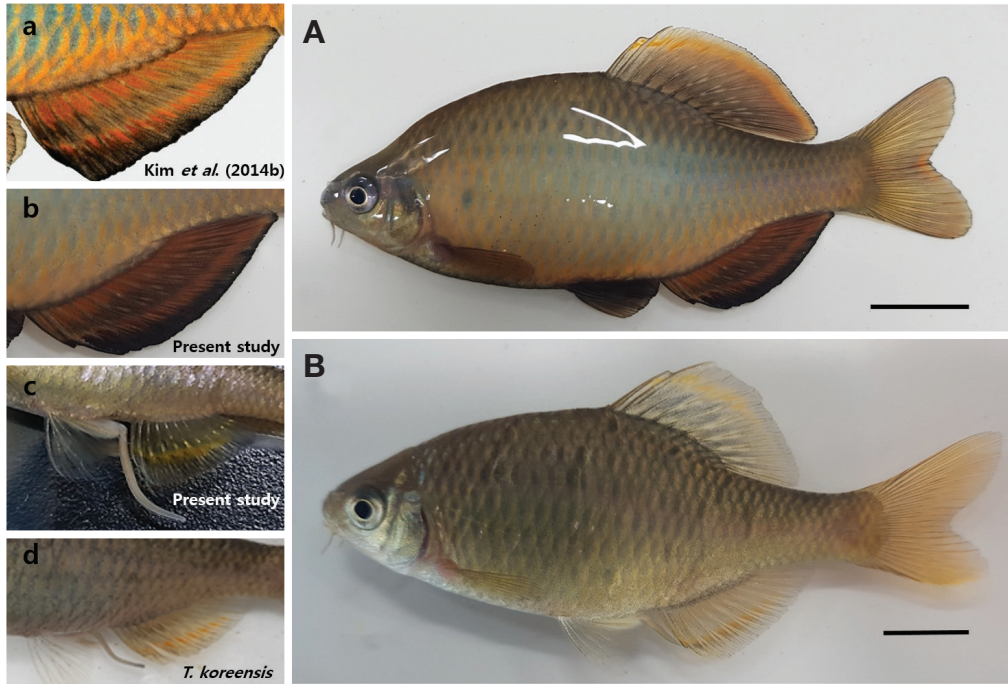 a
Kim et al. (2014b)
b
Present study
c
Present study
d
T. koreensis
A
B